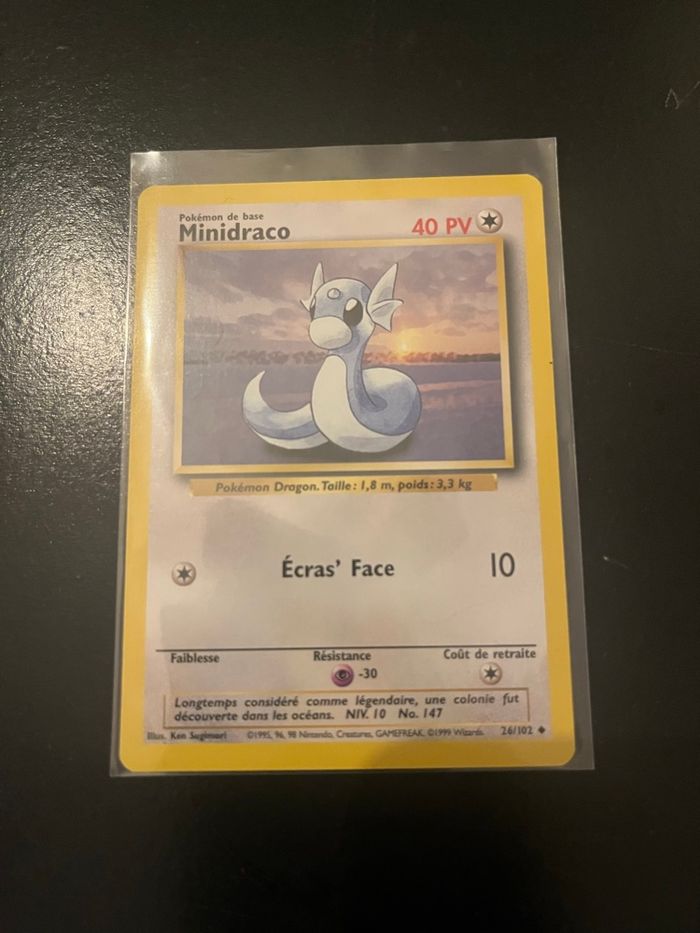 Pokémon de base
Minidraco 40 PV
Pokémon Dragon. Taille: 1,8 m, poids: 3,3 kg
Écras' Face 10
Faiblesse Résistance Coût de retraite
-30
Longtemps considéré comme légendaire, une colonie fut
découverte dans les océans. NIV. 10 No. 147
Illus. Ken Sugimori ©1995, 96, 98 Nintendo, Creatures, GAMEFREAK. ©1999 Wizards. 26/102